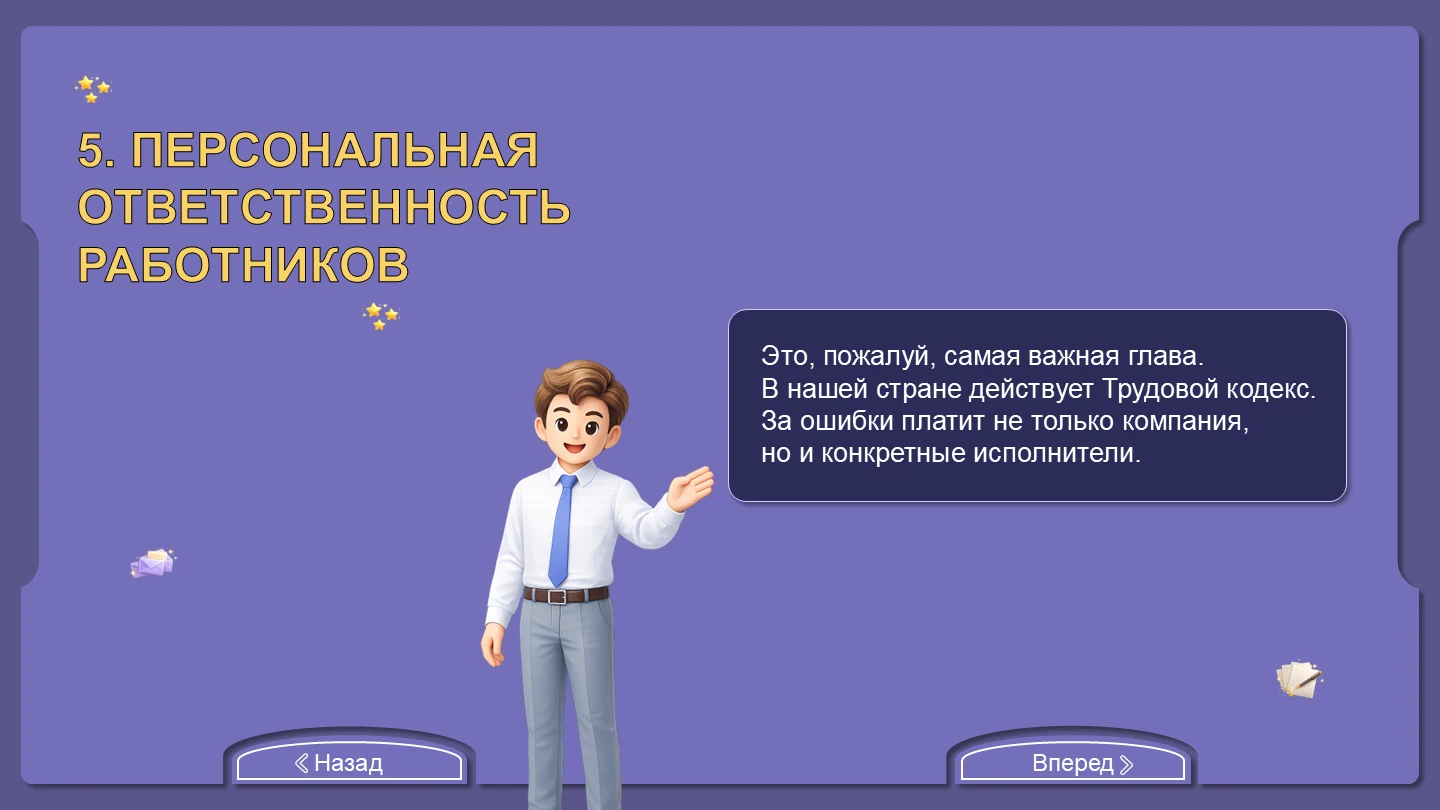 5. ПЕРСОНАЛЬНАЯ
ОТВЕТСТВЕННОСТЬ
РАБОТНИКОВ
Это, пожалуй, самая важная глава.
В нашей стране действует Трудовой кодекс.
За ошибки платит не только компания,
но и конкретные исполнители.
Назад
Вперед